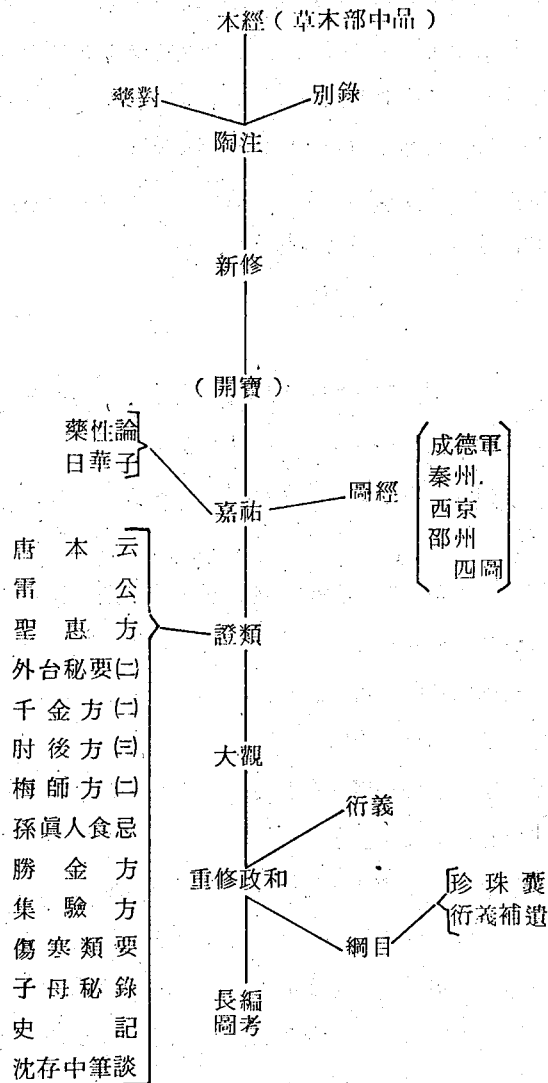 本經(草木部中品)
藥對
別錄
陶注
新修
(開寶)
藥性論
日華子
嘉祐
圖經
成德軍
秦州.
西京
邵州
四圖
唐本云
雷公
聖惠方
外台秘要㈡
千金方㈡
肘後方㈢
梅師方㈡
孫眞人食忌
勝金方
集驗方
傷寒類要
子母秘錄
史記
沈存中筆談
證類
大觀
衍義
重修政和
綱目
珍珠囊
衍義補遺
長編
圖考